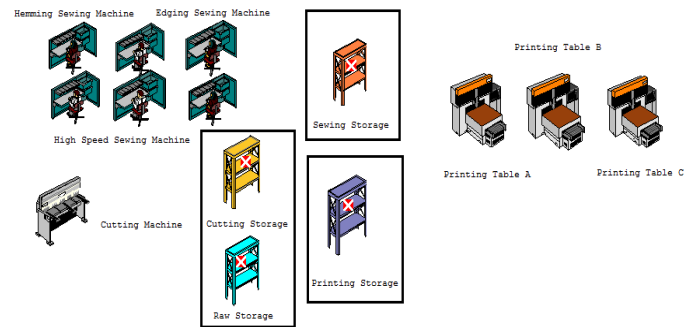 Hemming Sewing Machine
Edging Sewing Machine
Printing Table B
Sewing Storage
High Speed Sewing Machine
Printing Table A
Printing Table C
Cutting Machine
Cutting Storage
Printing Storage
Raw Storage